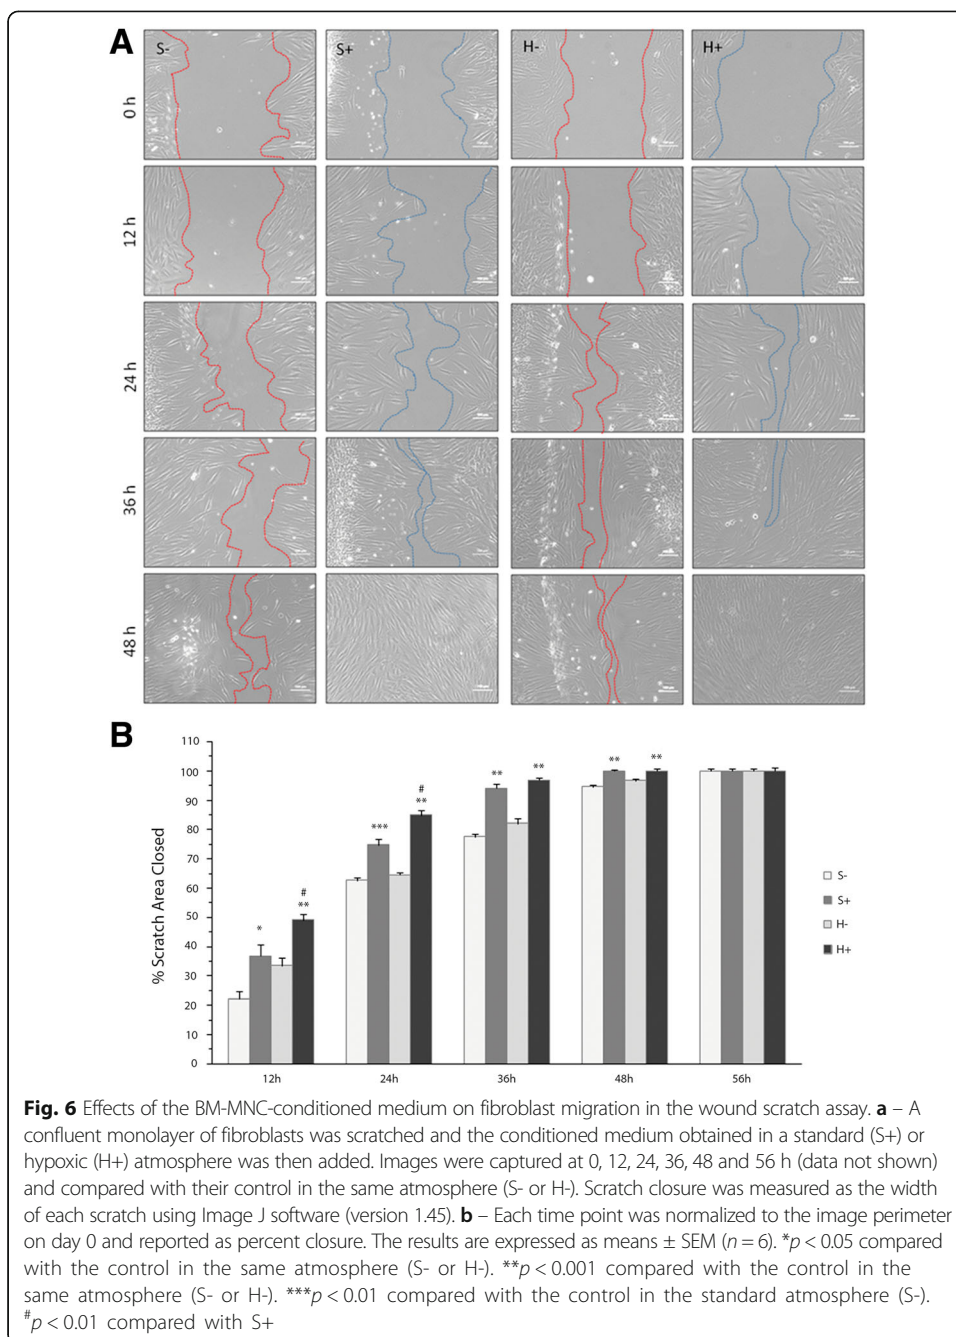 A
S-
S+
H-
H+
0 h
12 h
24 h
36 h
48 h
B
% Scratch Area Closed
110
100
90
80
70
60
50
40
30
20
10
0
*
#
**
***
#
**
**
**
**
**
12h
24h
36h
48h
56h
S-
S+
H-
H+
Fig. 6 Effects of the BM-MNC-conditioned medium on fibroblast migration in the wound scratch assay. a – A
confluent monolayer of fibroblasts was scratched and the conditioned medium obtained in a standard (S+) or
hypoxic (H+) atmosphere was then added. Images were captured at 0, 12, 24, 36, 48 and 56 h (data not shown)
and compared with their control in the same atmosphere (S- or H-). Scratch closure was measured as the width
of each scratch using Image J software (version 1.45). b – Each time point was normalized to the image perimeter
on day 0 and reported as percent closure. The results are expressed as means ± SEM (n = 6). *p < 0.05 compared
with the control in the same atmosphere (S- or H-). **p < 0.001 compared with the control in the
same atmosphere (S- or H-). ***p < 0.01 compared with the control in the standard atmosphere (S-).
#p < 0.01 compared with S+